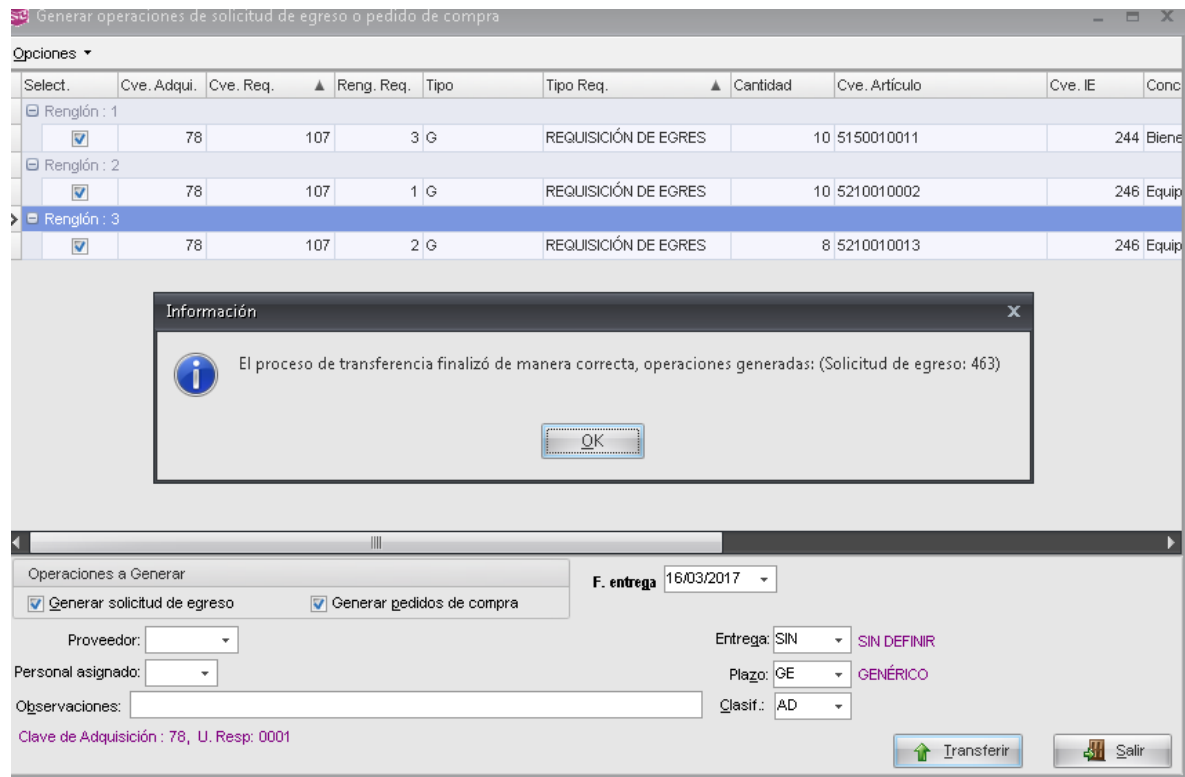 Generar operaciones de solicitud de egreso o pedido de compra
Opciones
Select. Cve. Adqui. Cve. Req. Reng. Req. Tipo Tipo Req. Cantidad Cve. Artículo Cve. IE Conc
Renglón : 1
78 107 3 G REQUISICIÓN DE EGRES 10 5150010011 244 Biene
Renglón : 2
78 107 1 G REQUISICIÓN DE EGRES 10 5210010002 246 Equip
Renglón : 3
78 107 2 G REQUISICIÓN DE EGRES 8 5210010013 246 Equip
Información
El proceso de transferencia finalizó de manera correcta, operaciones generadas: (Solicitud de egreso: 463)
OK
Operaciones a Generar
F. entrega 16/03/2017
Generar solicitud de egreso Generar pedidos de compra
Proveedor: Entrega: SIN SIN DEFINIR
Personal asignado: Plazo: GE GENÉRICO
Observaciones: Clasif.: AD
Clave de Adquisición : 78, U. Resp: 0001
Transferir Salir